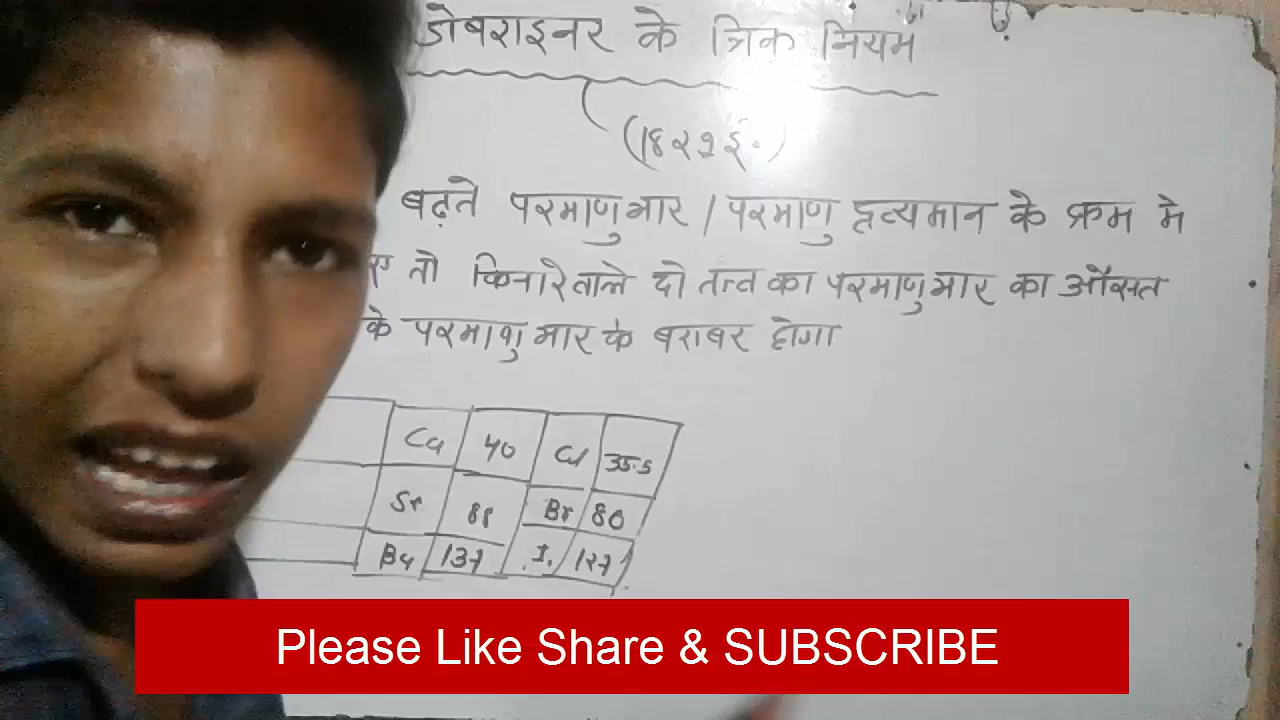 डोबराइनर के त्रिक नियम
(1829ई.)
बढ़ते परमाणुभार / परमाणु द्रव्यमान के क्रम मे
तो किनारेवाले दो तत्व का परमाणुभार का औसत
के परमाणुभार के बराबर होगा
Ca 40 Cl 35.5
Sr 88 Br 80
Ba 137 I 127
Please Like Share & SUBSCRIBE